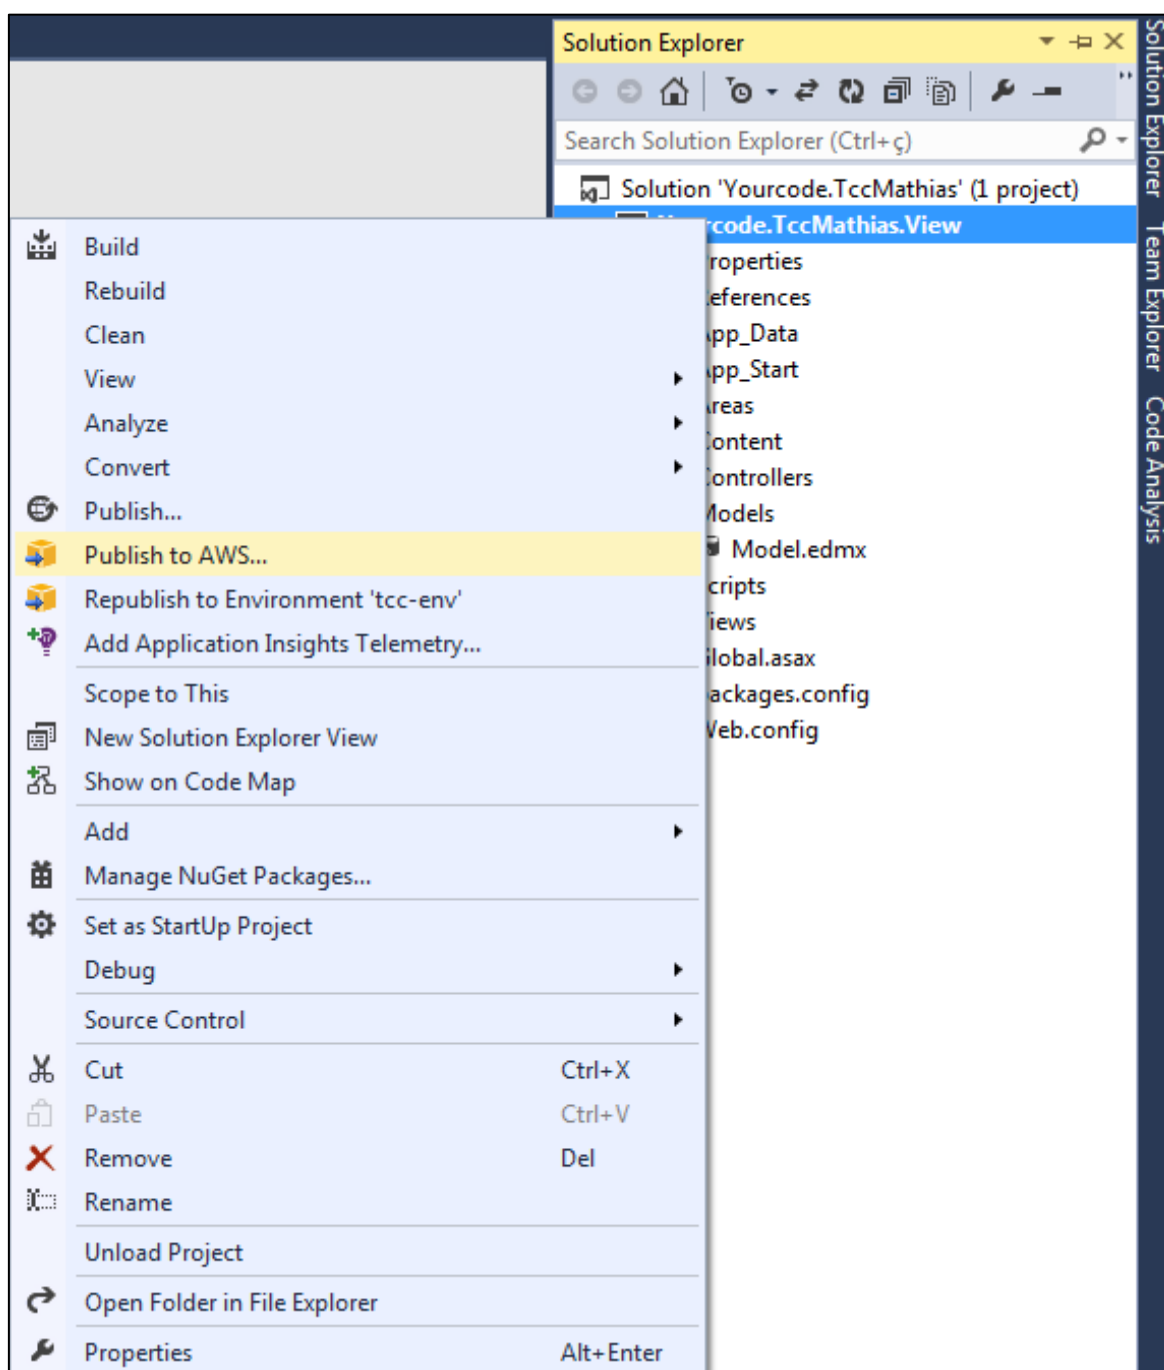 Solution Explorer
Search Solution Explorer (Ctrl+ç)
Solution 'Yourcode.TccMathias' (1 project)
rcode.TccMathias.View
roperties
eferences
pp_Data
pp_Start
reas
ontent
ontrollers
Models
Model.edmx
cripts
iews
lobal.asax
ackages.config
Web.config
Build
Rebuild
Clean
View
Analyze
Convert
Publish...
Publish to AWS...
Republish to Environment 'tcc-env'
Add Application Insights Telemetry...
Scope to This
New Solution Explorer View
Show on Code Map
Add
Manage NuGet Packages...
Set as StartUp Project
Debug
Source Control
Cut Ctrl+X
Paste Ctrl+V
Remove Del
Rename
Unload Project
Open Folder in File Explorer
Properties Alt+Enter
Solution Explorer
Team Explorer
Code Analysis